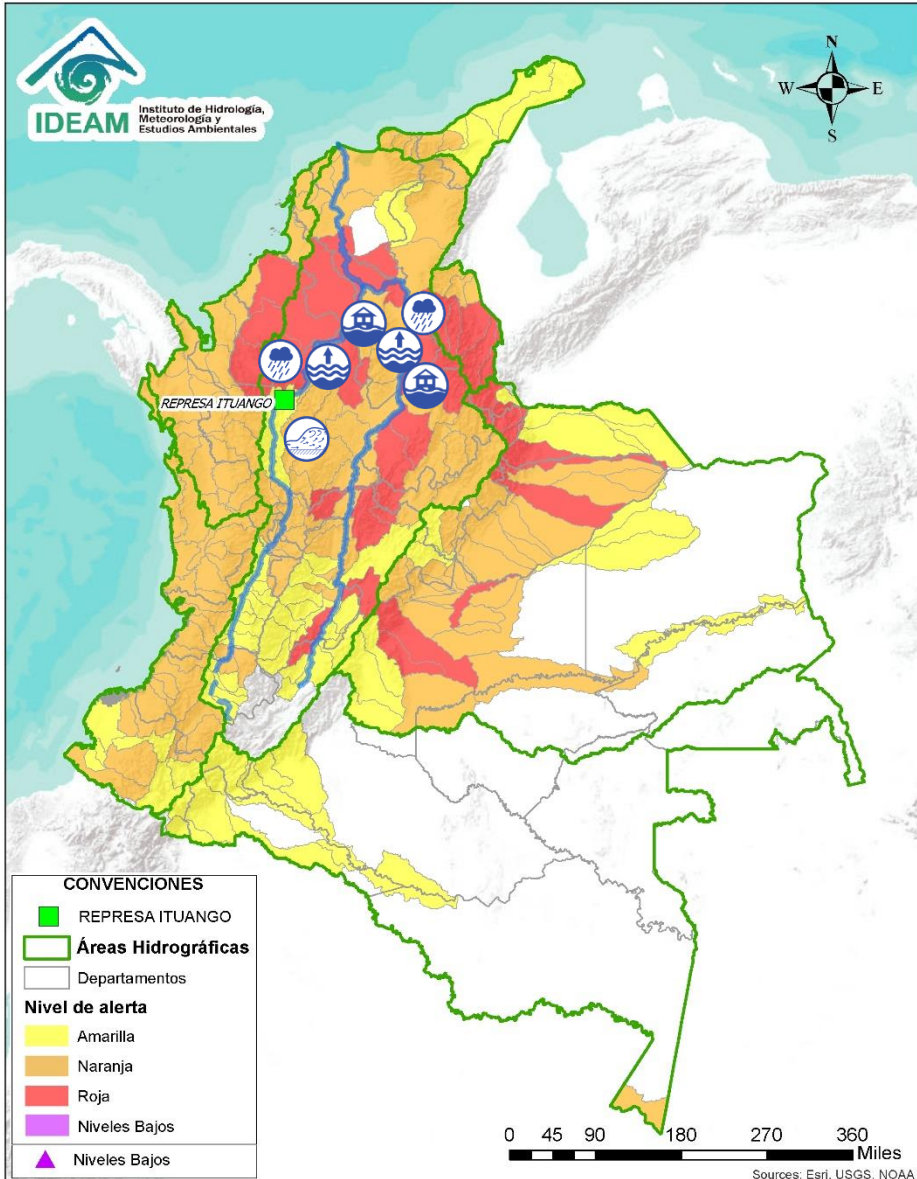 IDEAM
Instituto de Hidrología,
Meteorología y
Estudios Ambientales
N
W
E
S
REPRESA ITUANGO
CONVENCIONES
REPRESA ITUANGO
Áreas Hidrográficas
Departamentos
Nivel de alerta
Amarilla
Naranja
Roja
Niveles Bajos
Niveles Bajos
0 45 90 180 270 360
Miles
Sources: Esri, USGS, NOAA